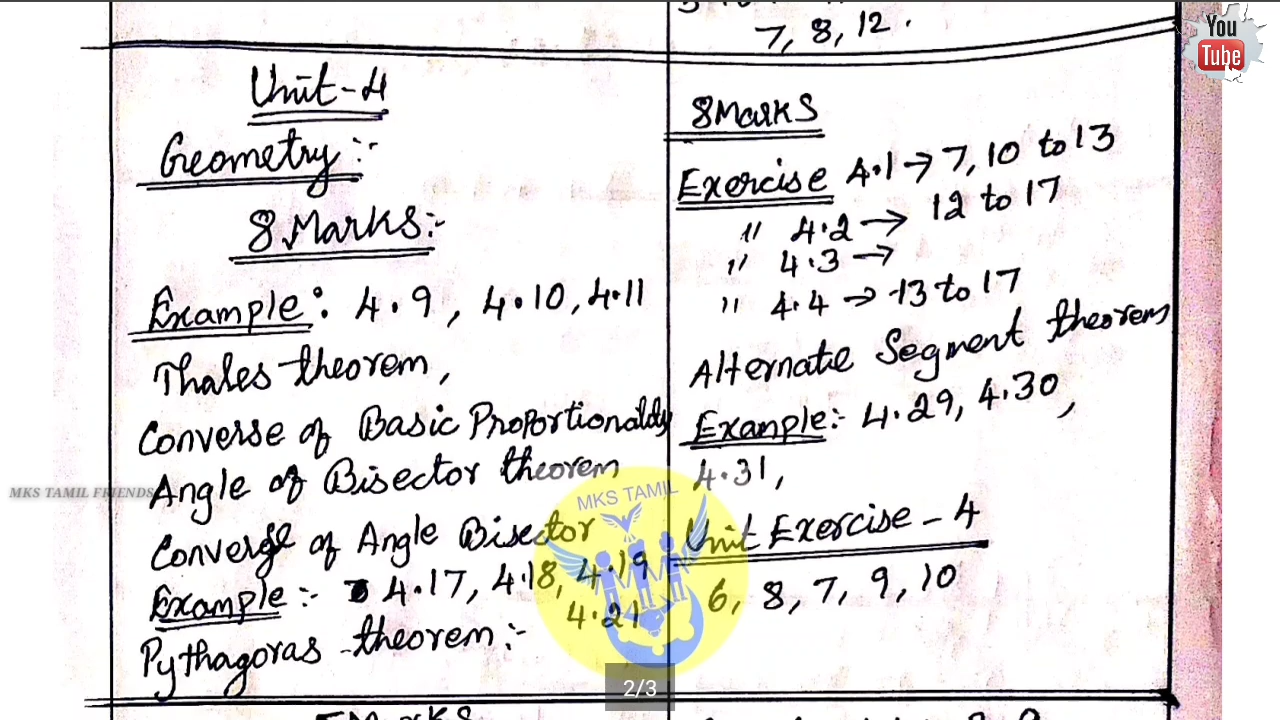 7, 8, 12.
You
Tube
Unit-4
Geometry:-
8 Marks:-
Example: 4.9, 4.10, 4.11
Thales theorem,
Converse of Basic Proportionality
Angle of Bisector theorem
Converse of Angle Bisector
Example:- 4.17, 4.18, 4.19
4.21
Pythagoras theorem:-
8 Marks
Exercise 4.1 → 7, 10 to 13
" 4.2 → 12 to 17
" 4.3 →
" 4.4 → 13 to 17
Alternate Segment theorem
Example:- 4.29, 4.30,
4.31,
Unit Exercise - 4
6, 8, 7, 9, 10
MKS TAMIL FRIENDS
MKS TAMIL
2/3